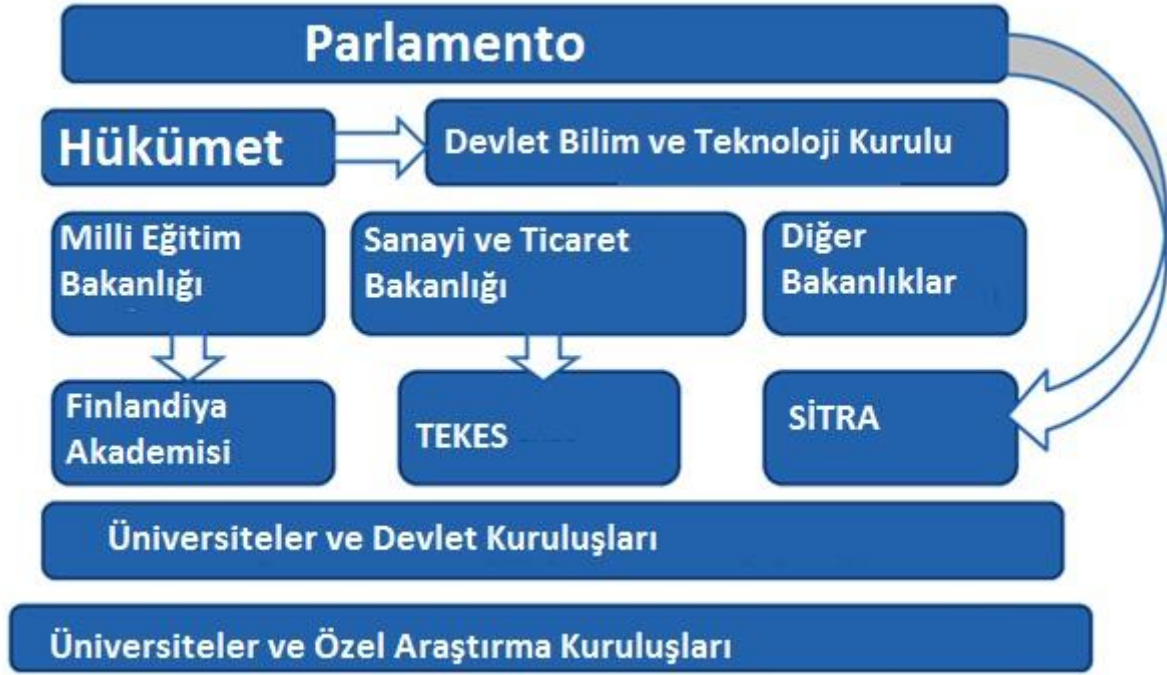 Parlamento
Hükümet
Devlet Bilim ve Teknoloji Kurulu
Milli Eğitim
Bakanlığı
Sanayi ve Ticaret
Bakanlığı
Diğer
Bakanlıklar
Finlandiya
Akademisi
TEKES
SİTRA
Üniversiteler ve Devlet Kuruluşları
Üniversiteler ve Özel Araştırma Kuruluşları